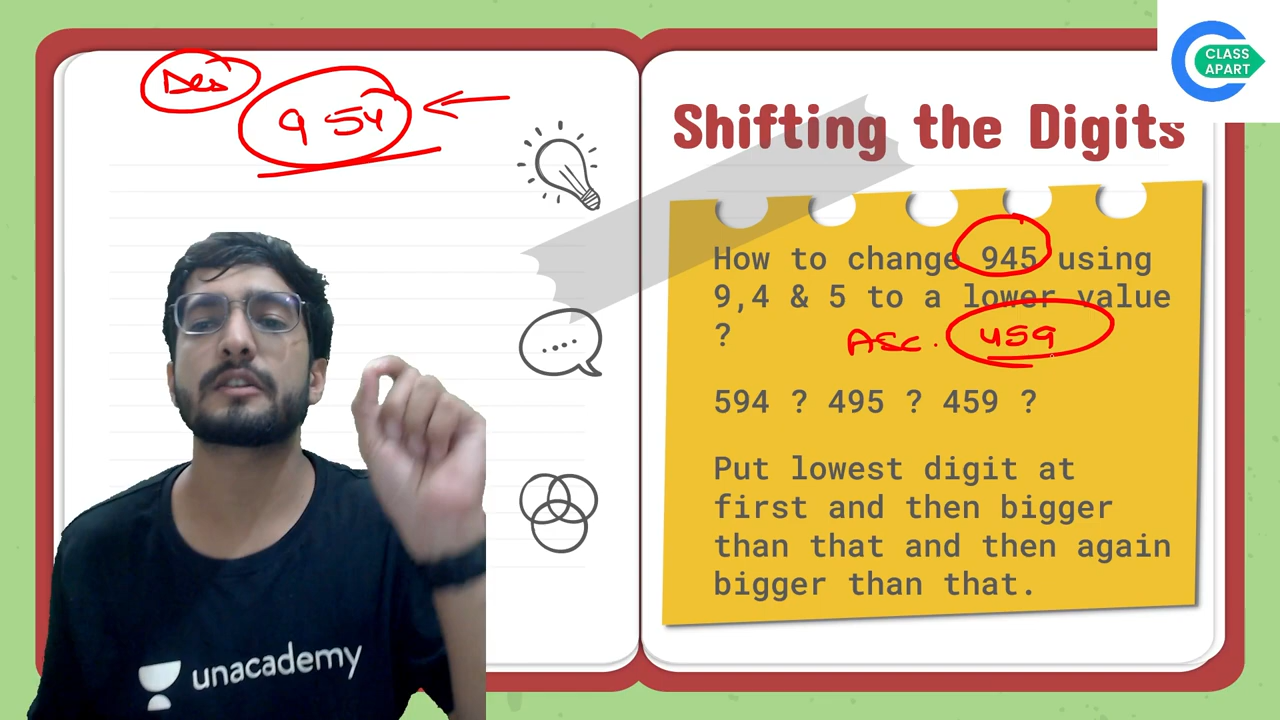 Des
954
CLASS
APART
Shifting the Digits
How to change 945 using
9,4 & 5 to a lower value
?
Asc. 459
594 ? 495 ? 459 ?
Put lowest digit at
first and then bigger
than that and then again
bigger than that.
unacademy